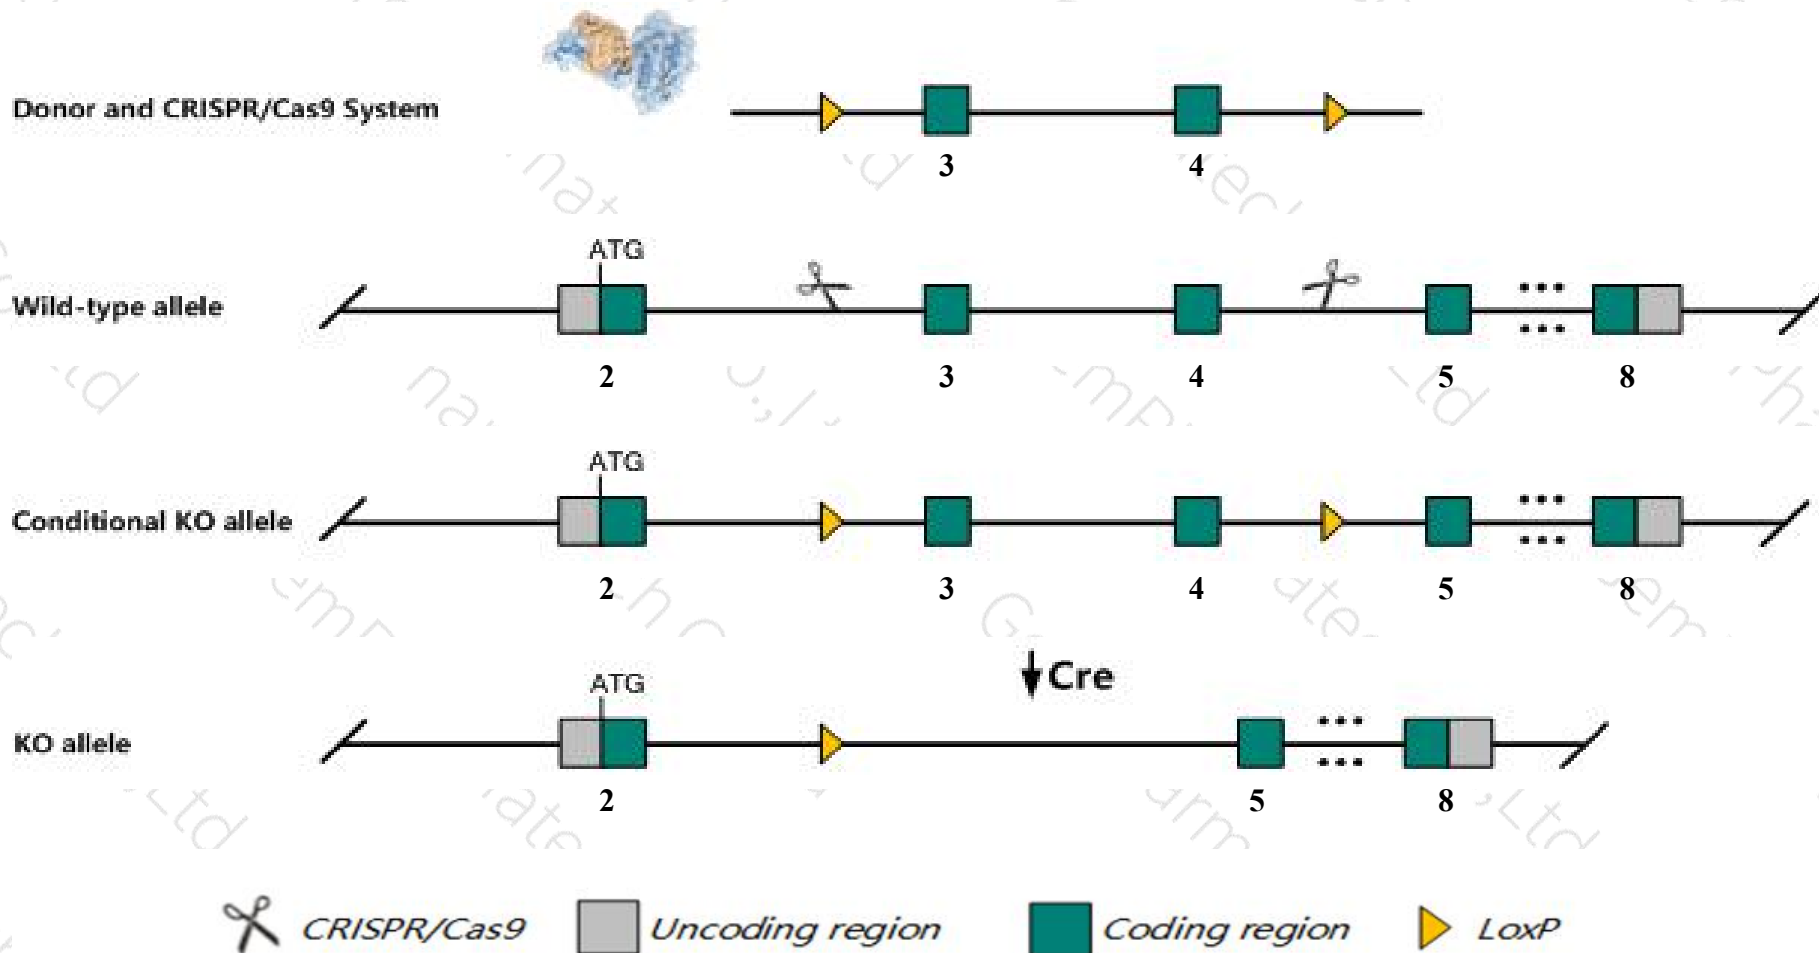 Donor and CRISPR/Cas9 System
3 4
ATG
Wild-type allele
2 3 4 5 8
ATG
Conditional KO allele
2 3 4 5 8
Cre
ATG
KO allele
2 5 8
CRISPR/Cas9 Uncoding region Coding region LoxP